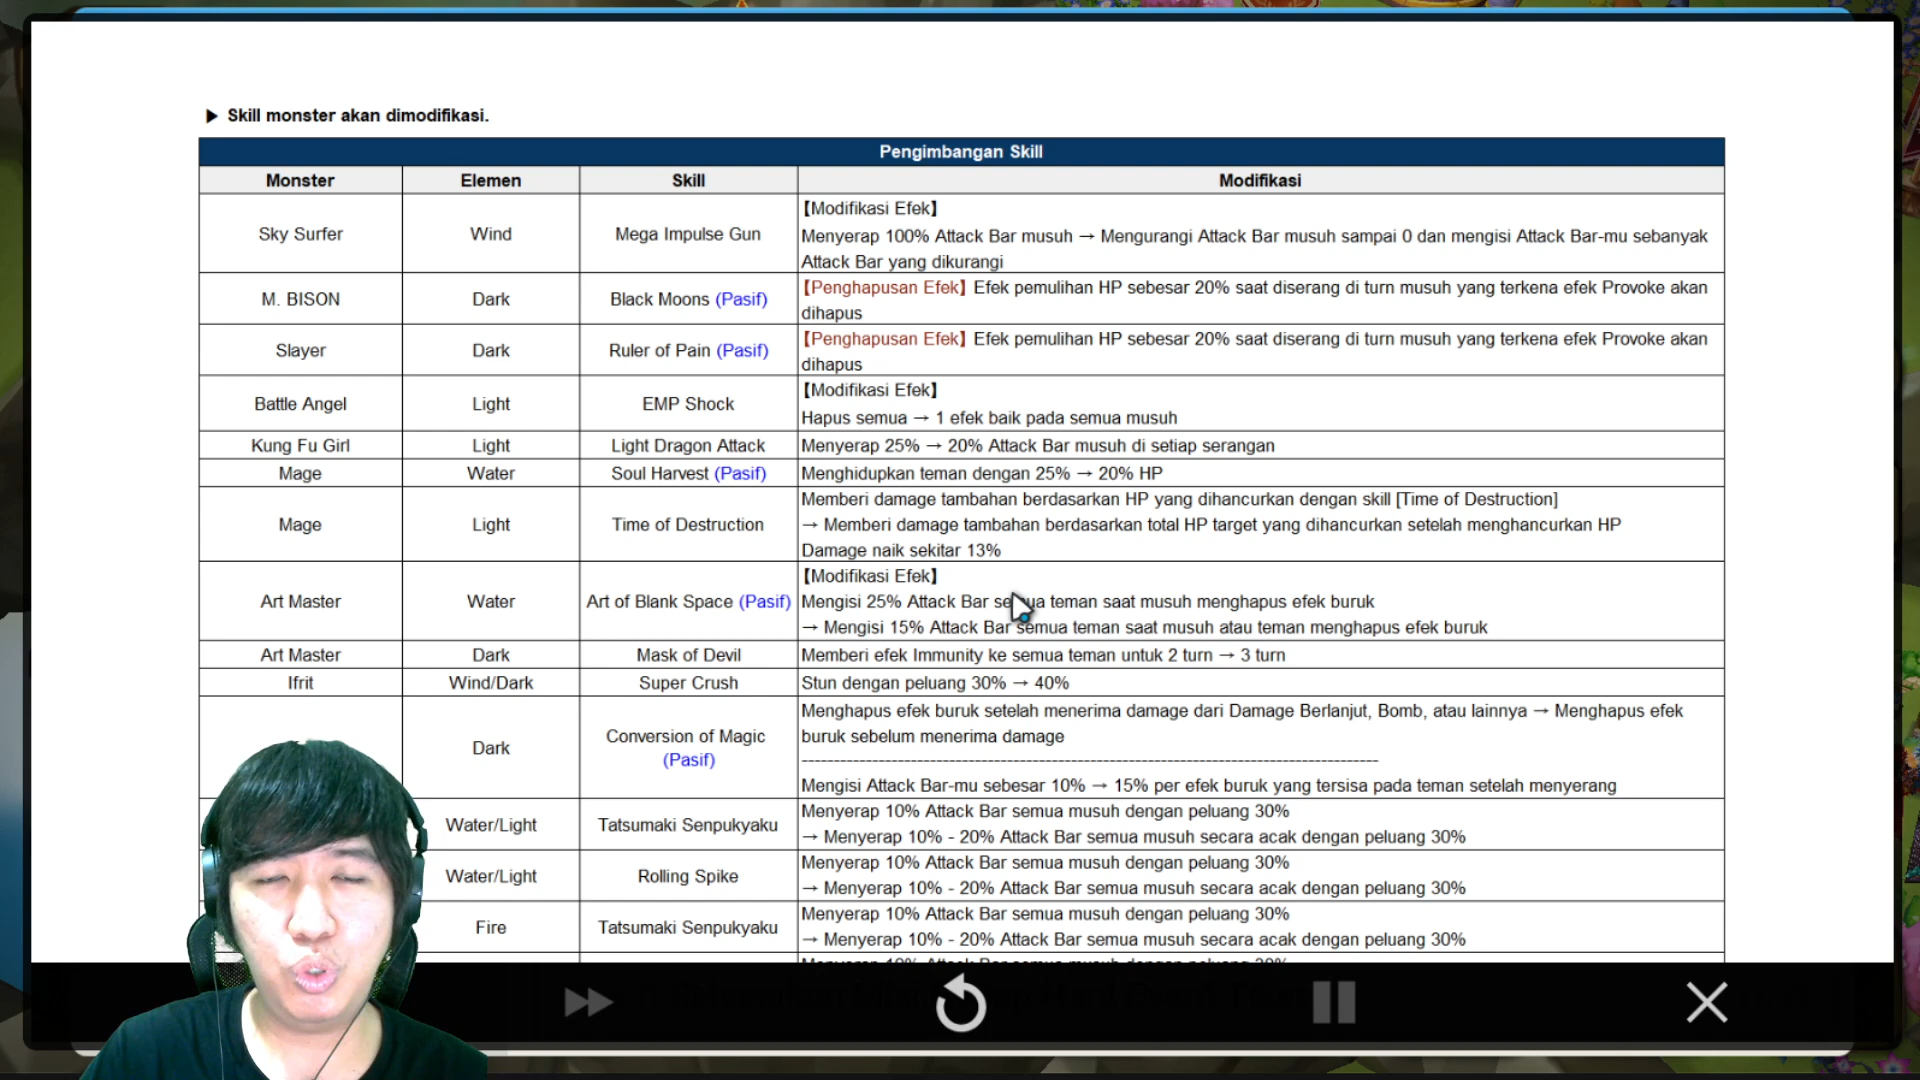 ▶ Skill monster akan dimodifikasi.
Pengimbangan Skill
Monster Elemen Skill Modifikasi
Sky Surfer Wind Mega Impulse Gun 【Modifikasi Efek】
Menyerap 100% Attack Bar musuh → Mengurangi Attack Bar musuh sampai 0 dan mengisi Attack Bar-mu sebanyak
Attack Bar yang dikurangi
M. BISON Dark Black Moons (Pasif) 【Penghapusan Efek】 Efek pemulihan HP sebesar 20% saat diserang di turn musuh yang terkena efek Provoke akan
dihapus
Slayer Dark Ruler of Pain (Pasif) 【Penghapusan Efek】 Efek pemulihan HP sebesar 20% saat diserang di turn musuh yang terkena efek Provoke akan
dihapus
Battle Angel Light EMP Shock 【Modifikasi Efek】
Hapus semua → 1 efek baik pada semua musuh
Kung Fu Girl Light Light Dragon Attack Menyerap 25% → 20% Attack Bar musuh di setiap serangan
Mage Water Soul Harvest (Pasif) Menghidupkan teman dengan 25% → 20% HP
Mage Light Time of Destruction Memberi damage tambahan berdasarkan HP yang dihancurkan dengan skill [Time of Destruction]
→ Memberi damage tambahan berdasarkan total HP target yang dihancurkan setelah menghancurkan HP
Damage naik sekitar 13%
Art Master Water Art of Blank Space (Pasif) 【Modifikasi Efek】
Mengisi 25% Attack Bar semua teman saat musuh menghapus efek buruk
→ Mengisi 15% Attack Bar semua teman saat musuh atau teman menghapus efek buruk
Art Master Dark Mask of Devil Memberi efek Immunity ke semua teman untuk 2 turn → 3 turn
Ifrit Wind/Dark Super Crush Stun dengan peluang 30% → 40%
Dark Conversion of Magic (Pasif) Menghapus efek buruk setelah menerima damage dari Damage Berlanjut, Bomb, atau lainnya → Menghapus efek
buruk sebelum menerima damage
Mengisi Attack Bar-mu sebesar 10% → 15% per efek buruk yang tersisa pada teman setelah menyerang
Water/Light Tatsumaki Senpukyaku Menyerap 10% Attack Bar semua musuh dengan peluang 30%
→ Menyerap 10% - 20% Attack Bar semua musuh secara acak dengan peluang 30%
Water/Light Rolling Spike Menyerap 10% Attack Bar semua musuh dengan peluang 30%
→ Menyerap 10% - 20% Attack Bar semua musuh secara acak dengan peluang 30%
Fire Tatsumaki Senpukyaku Menyerap 10% Attack Bar semua musuh dengan peluang 30%
→ Menyerap 10% - 20% Attack Bar semua musuh secara acak dengan peluang 30%